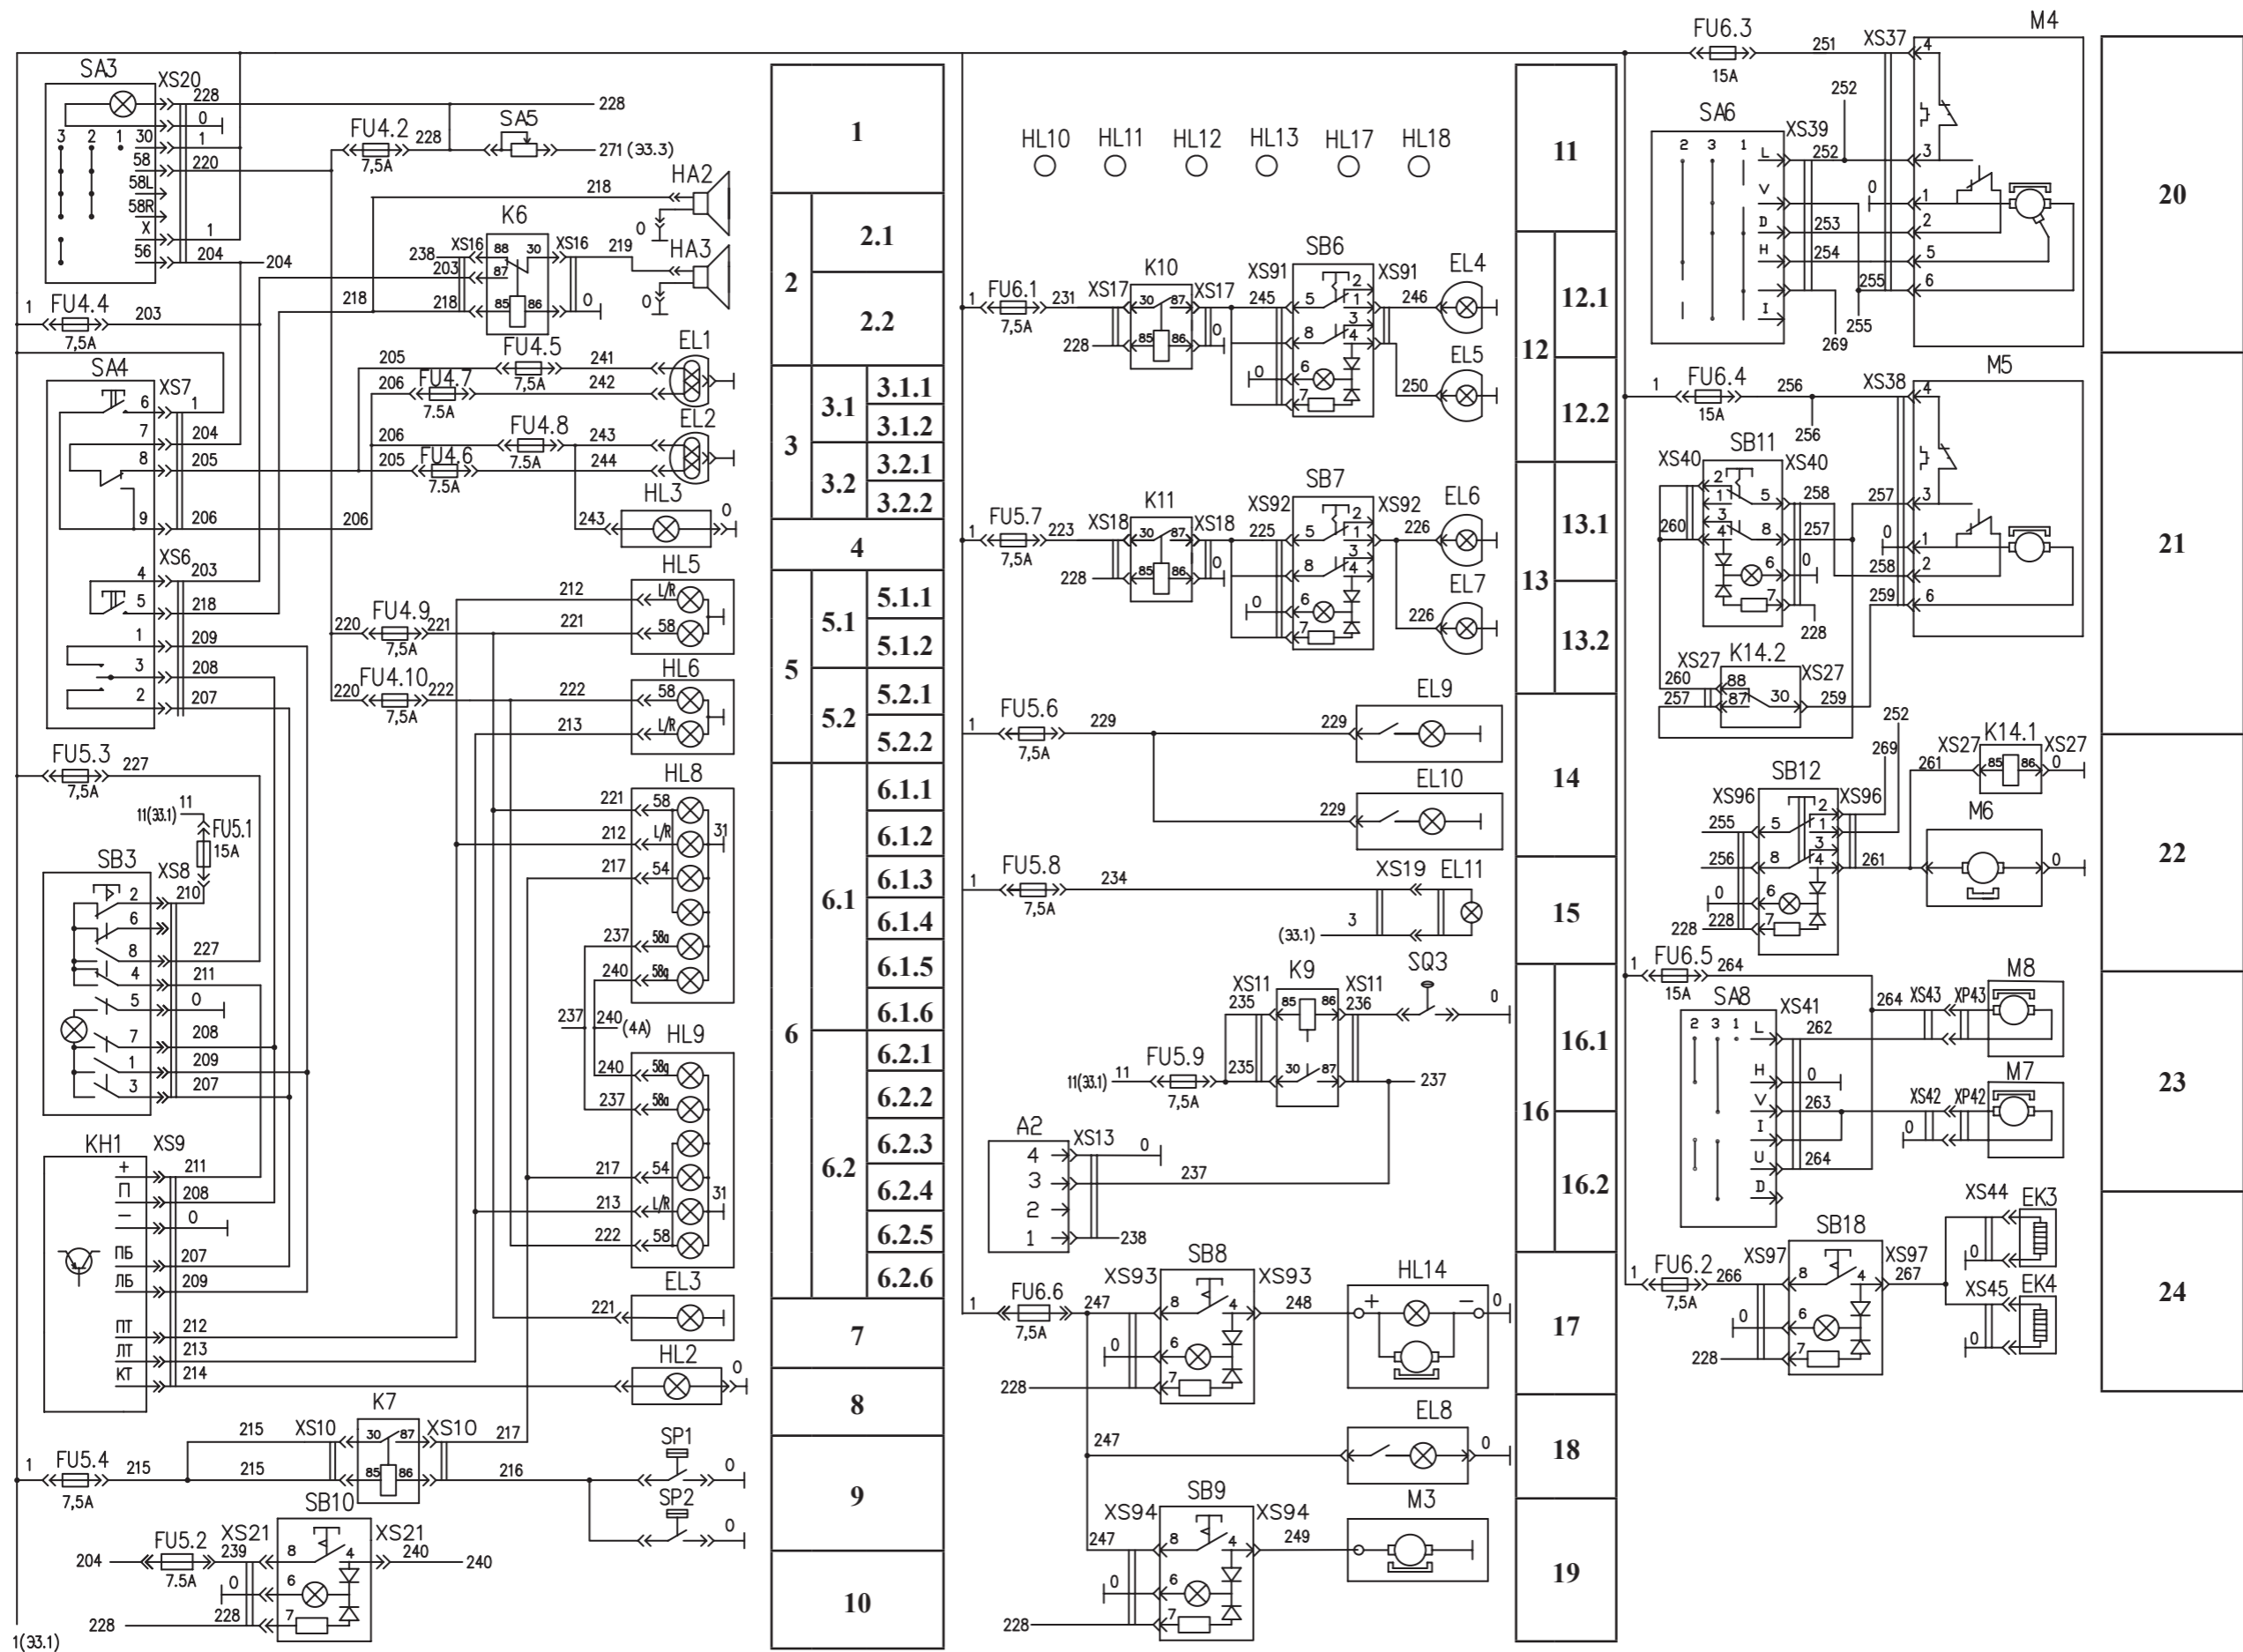 SA3
XS20
228
228
0
3 2 1 30
1
58
220
58L
58R
X
1
56
204
204
FU4.2
228
7,5A
SA5
271 (ЭЗ.3)
HA2
218
0
K6
238
XS16
88 30
XS16
219
HA3
203
87
218
218
85 86
0
0
1
FU4.4
203
7,5A
SA4
XS7
6
1
7
204
8
205
9
206
206
205
FU4.5
241
EL1
7,5A
206
FU4.7
242
7.5A
EL2
206
FU4.8
243
7.5A
205
FU4.6
244
7.5A
HL3
243
0
XS6
4
203
5
218
1
209
3
208
2
207
HL5
212
L/R
220
FU4.9
221
221
58
7,5A
HL6
220
FU4.10
222
222
58
7,5A
213
L/R
FU5.3
227
7,5A
11(ЭЗ.1)
11
FU5.1
15A
SB3
XS8
2
210
6
8
227
4
211
5
0
7
208
1
209
3
207
HL8
221
58
212
L/R
31
217
54
237
58a
240
58a
237
240
(4A)
HL9
240
58a
237
58a
217
54
213
L/R
31
222
58
KH1
XS9
+
211
П
208
—
0
ПБ
207
ЛБ
209
ПТ
212
ЛТ
213
КТ
214
EL3
221
HL2
0
K7
215
XS10
30 87
XS10
217
1
FU5.4
215
215
85 86
216
7,5A
SP1
0
SP2
0
SB10
204
FU5.2
239
XS21
8
4
XS21
240
240
7.5A
0
6
228
228
7
1(ЭЗ.1)
1
2
2.1
2.2
3
3.1
3.1.1
3.1.2
3.2
3.2.1
3.2.2
4
5
5.1
5.1.1
5.1.2
5.2
5.2.1
5.2.2
6
6.1
6.1.1
6.1.2
6.1.3
6.1.4
6.1.5
6.1.6
6.2
6.2.1
6.2.2
6.2.3
6.2.4
6.2.5
6.2.6
7
8
9
10
HL10 HL11 HL12 HL13 HL17 HL18
1
FU6.1
231
7,5A
XS17
K10
30 87
XS17
85 86
228
0
245
XS91
SB6
5
2
1
XS91
246
EL4
8
3
4
0
6
7
EL5
250
1
FU5.7
223
7,5A
XS18
K11
30 87
XS18
85 86
228
0
225
XS92
SB7
5
2
1
XS92
226
EL6
8
3
4
0
6
7
EL7
226
1
FU5.6
229
7,5A
229
EL9
229
EL10
1
FU5.8
234
7,5A
XS19
EL11
3
(ЭЗ.1)
K9
XS11
235
85 86
XS11
236
SQ3
0
11(ЭЗ.1)
11
FU5.9
235
30 87
237
7,5A
A2
XS13
4
0
3
237
2
1
238
1
FU6.6
247
7,5A
XS93
SB8
8
4
XS93
248
HL14
+
−
0
0
6
228
7
247
EL8
0
SB9
XS94
247
8
4
XS94
249
M3
0
6
228
7
11
12
12.1
12.2
13
13.1
13.2
14
15
16
16.1
16.2
17
18
19
FU6.3
251
XS37
M4
15A
4
SA6
XS39
252
2 3 1
L
252
3
V
0
1
D
253
2
H
254
5
255
6
I
269
255
1
FU6.4
256
XS38
M5
15A
4
256
SB11
XS40
2
1
5
XS40
258
257
3
260
3
4
8
257
0
1
258
2
6
0
259
6
7
228
XS27
K14.2
XS27
260
88
257
87
30
259
252
269
XS27
K14.1
XS27
261
85 86
0
SB12
XS96
2
XS96
255
5
1
3
256
8
4
261
M6
0
0
6
228
228
7
1
FU6.5
264
15A
SA8
XS41
2 3 1
L
262
H
0
V
263
I
U
264
D
264
XS43
XP43
M8
XS42
XP42
M7
0
1
FU6.2
266
7,5A
XS97
SB18
8
4
XS97
267
0
6
228
7
XS44
EK3
0
XS45
EK4
0
20
21
22
23
24